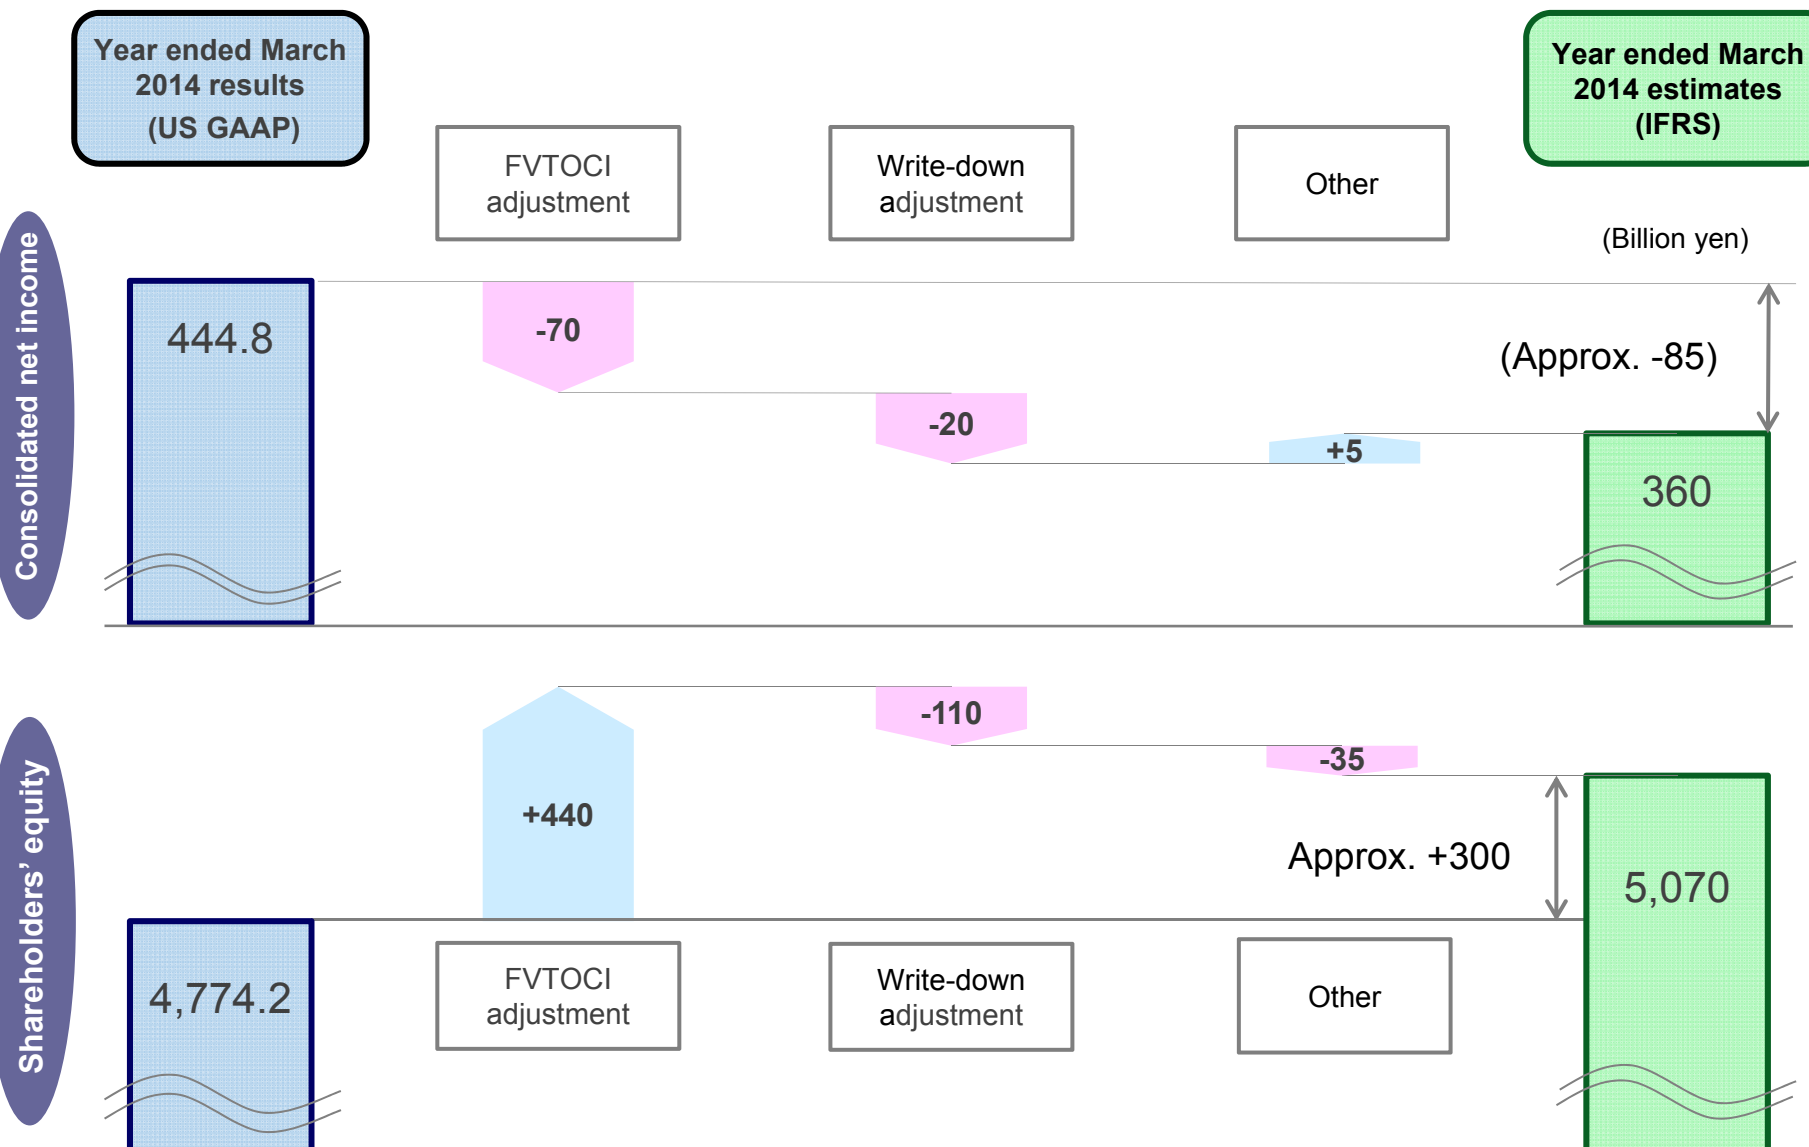 Year ended March
2014 results
(US GAAP)
Year ended March
2014 estimates
(IFRS)
FVTOCI
adjustment
Write-down
adjustment
Other
(Billion yen)
Consolidated net income
444.8
-70
-20
+5
(Approx. -85)
360
Shareholders’ equity
4,774.2
+440
-110
-35
Approx. +300
5,070
FVTOCI
adjustment
Write-down
adjustment
Other